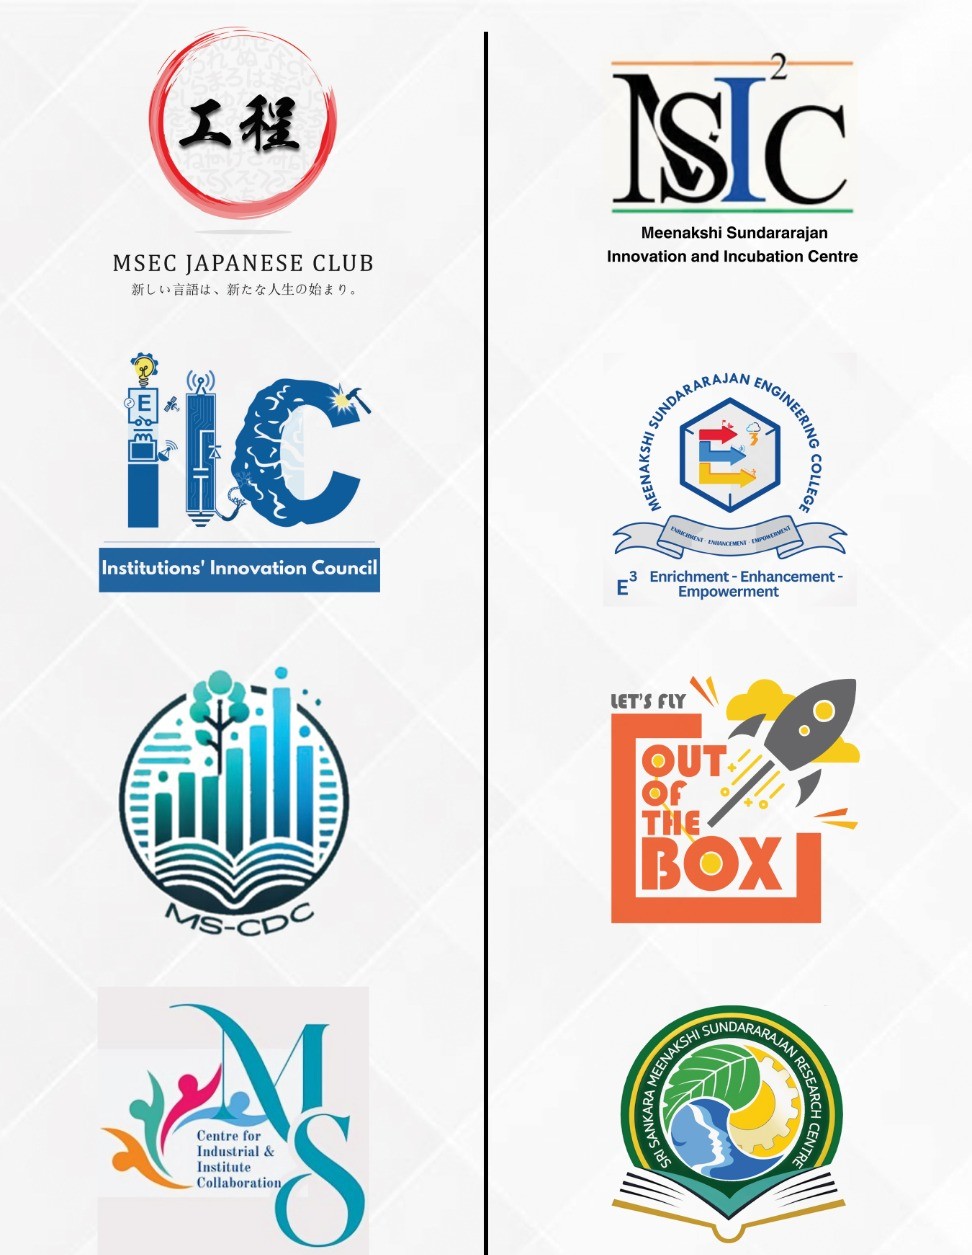 工程
MSEC JAPANESE CLUB
新しい言語は、新たな人生の始まり。
IIC
E
Institutions' Innovation Council
MS-CDC
MS
Centre for
Industrial &
Institute
Collaboration
MSI²C
Meenakshi Sundararajan
Innovation and Incubation Centre
MEENAKSHI SUNDARARAJAN ENGINEERING COLLEGE
E 3
ENRICHMENT - ENHANCEMENT - EMPOWERMENT
E³ Enrichment - Enhancement -
Empowerment
LET'S FLY
OUT
OF
THE
BOX
SRI SANKARA MEENAKSHI SUNDARARAJAN RESEARCH CENTRE